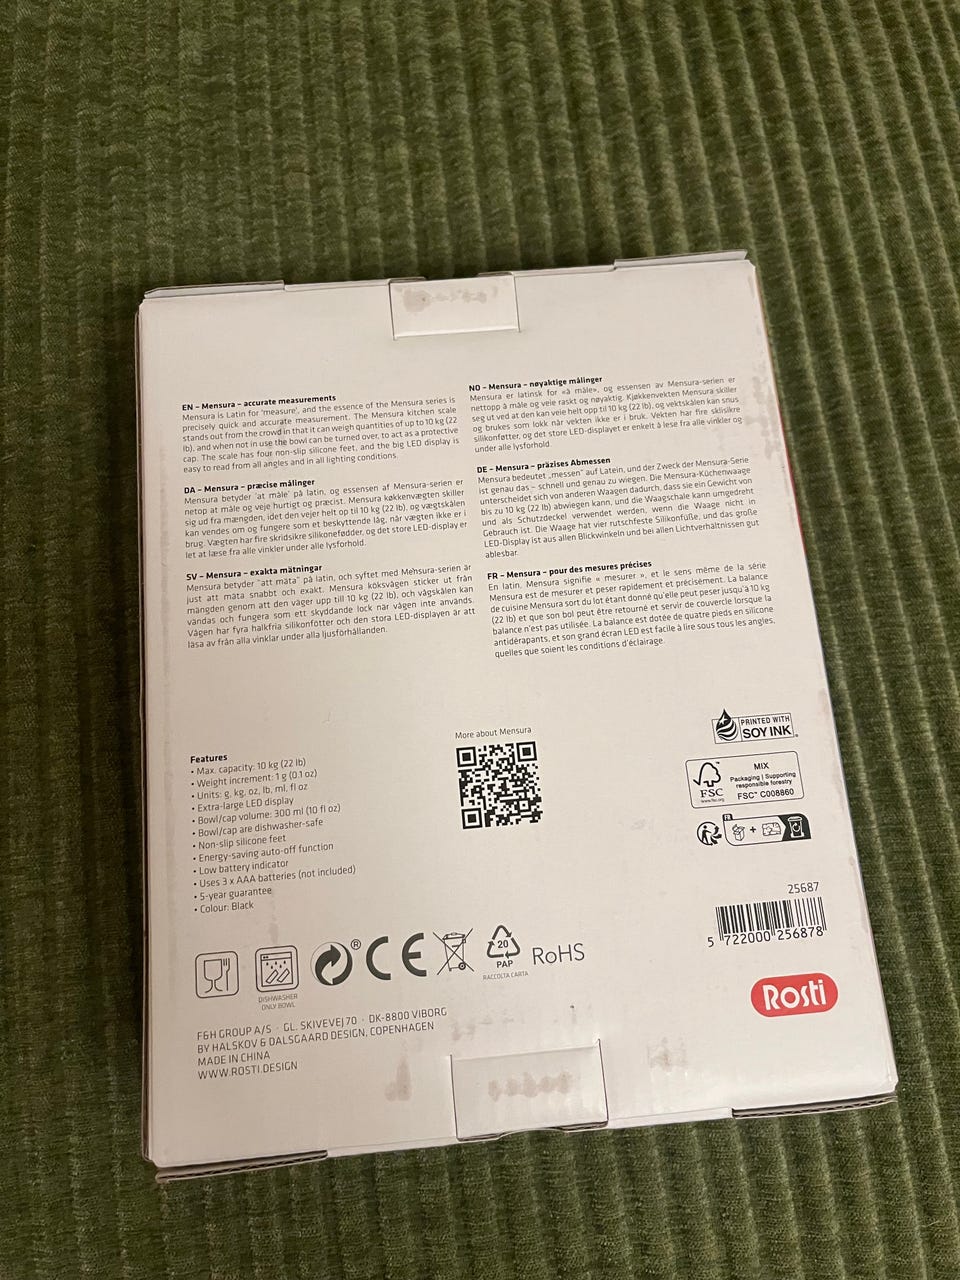 EN – Mensura – accurate measurements
Mensura is Latin for 'measure', and the essence of the Mensura series is
precisely quick and accurate measurement. The Mensura kitchen scale
stands out from the crowd in that it can weigh quantities of up to 10 kg (22
lb), and when not in use the bowl can be turned over, to act as a protective
cap. The scale has four non-slip silicone feet, and the big LED display is
easy to read from all angles and in all lighting conditions.
DA – Mensura – præcise målinger
Mensura betyder 'at måle' på latin, og essensen af Mensura-serien er
netop at måle og veje hurtigt og præcist. Mensura køkkenvægten skiller
sig ud fra mængden, idet den vejer helt op til 10 kg (22 lb), og vægtskålen
kan vendes om og fungere som et beskyttende låg, når vægten ikke er i
brug. Vægten har fire skridsikre silikonefødder, og det store LED-display er
let at læse fra alle vinkler under alle lysforhold.
SV – Mensura – exakta mätningar
Mensura betyder "att mäta" på latin, och syftet med Mensura-serien är
just att mäta snabbt och exakt. Mensura köksvågen sticker ut från
mängden genom att den väger upp till 10 kg (22 lb), och vågskålen kan
vändas och fungera som ett skyddande lock när vågen inte används.
Vågen har fyra halkfria silikonfötter och den stora LED-displayen är att
läsa av från alla vinklar under alla ljusförhållanden.
NO – Mensura – nøyaktige målinger
Mensura er latinsk for «å måle», og essensen av Mensura-serien er
nettopp å måle og veie raskt og nøyaktig. Kjøkkenvekten Mensura skiller
seg ut ved at den kan veie helt opp til 10 kg (22 lb), og vektskålen kan snus
og brukes som lokk når vekten ikke er i bruk. Vekten har fire sklisikre
silikonføtter, og det store LED-displayet er enkelt å lese fra alle vinkler og
under alle lysforhold.
DE – Mensura – präzises Abmessen
Mensura bedeutet „messen" auf Latein, und der Zweck der Mensura-Serie
ist genau das – schnell und genau zu wiegen. Die Mensura-Küchenwaage
unterscheidet sich von anderen Waagen dadurch, dass sie ein Gewicht von
bis zu 10 kg (22 lb) abwiegen kann, und die Waagschale kann umgedreht
und als Schutzdeckel verwendet werden, wenn die Waage nicht in
Gebrauch ist. Die Waage hat vier rutschfeste Silikonfüße, und das große
LED-Display ist aus allen Blickwinkeln und bei allen Lichtverhältnissen gut
ablesbar.
FR – Mensura – pour des mesures précises
En latin, Mensura signifie « mesurer », et le sens même de la série
Mensura est de mesurer et peser rapidement et précisément. La balance
de cuisine Mensura sort du lot étant donné qu'elle peut peser jusqu'à 10 kg
(22 lb) et que son bol peut être retourné et servir de couvercle lorsque la
balance n'est pas utilisée. La balance est dotée de quatre pieds en silicone
antidérapants, et son grand écran LED est facile à lire sous tous les angles,
quelles que soient les conditions d'éclairage.
Features
• Max. capacity: 10 kg (22 lb)
• Weight increment: 1 g (0.1 oz)
• Units: g, kg, oz, lb, ml, fl oz
• Extra-large LED display
• Bowl/cap volume: 300 ml (10 fl oz)
• Bowl/cap are dishwasher-safe
• Non-slip silicone feet
• Energy-saving auto-off function
• Low battery indicator
• Uses 3 x AAA batteries (not included)
• 5-year guarantee
• Colour: Black
More about Mensura
PRINTED WITH
SOY INK
FSC
www.fsc.org
MIX
Packaging | Supporting
responsible forestry
FSC™ C008860
FR
+
25687
5 722000 256878
Rosti
DISHWASHER
ONLY BOWL
®
CE
20
PAP
RACCOLTA CARTA
RoHS
F&H GROUP A/S · GL. SKIVEVEJ 70 · DK-8800 VIBORG
BY HALSKOV & DALSGAARD DESIGN, COPENHAGEN
MADE IN CHINA
WWW.ROSTI.DESIGN